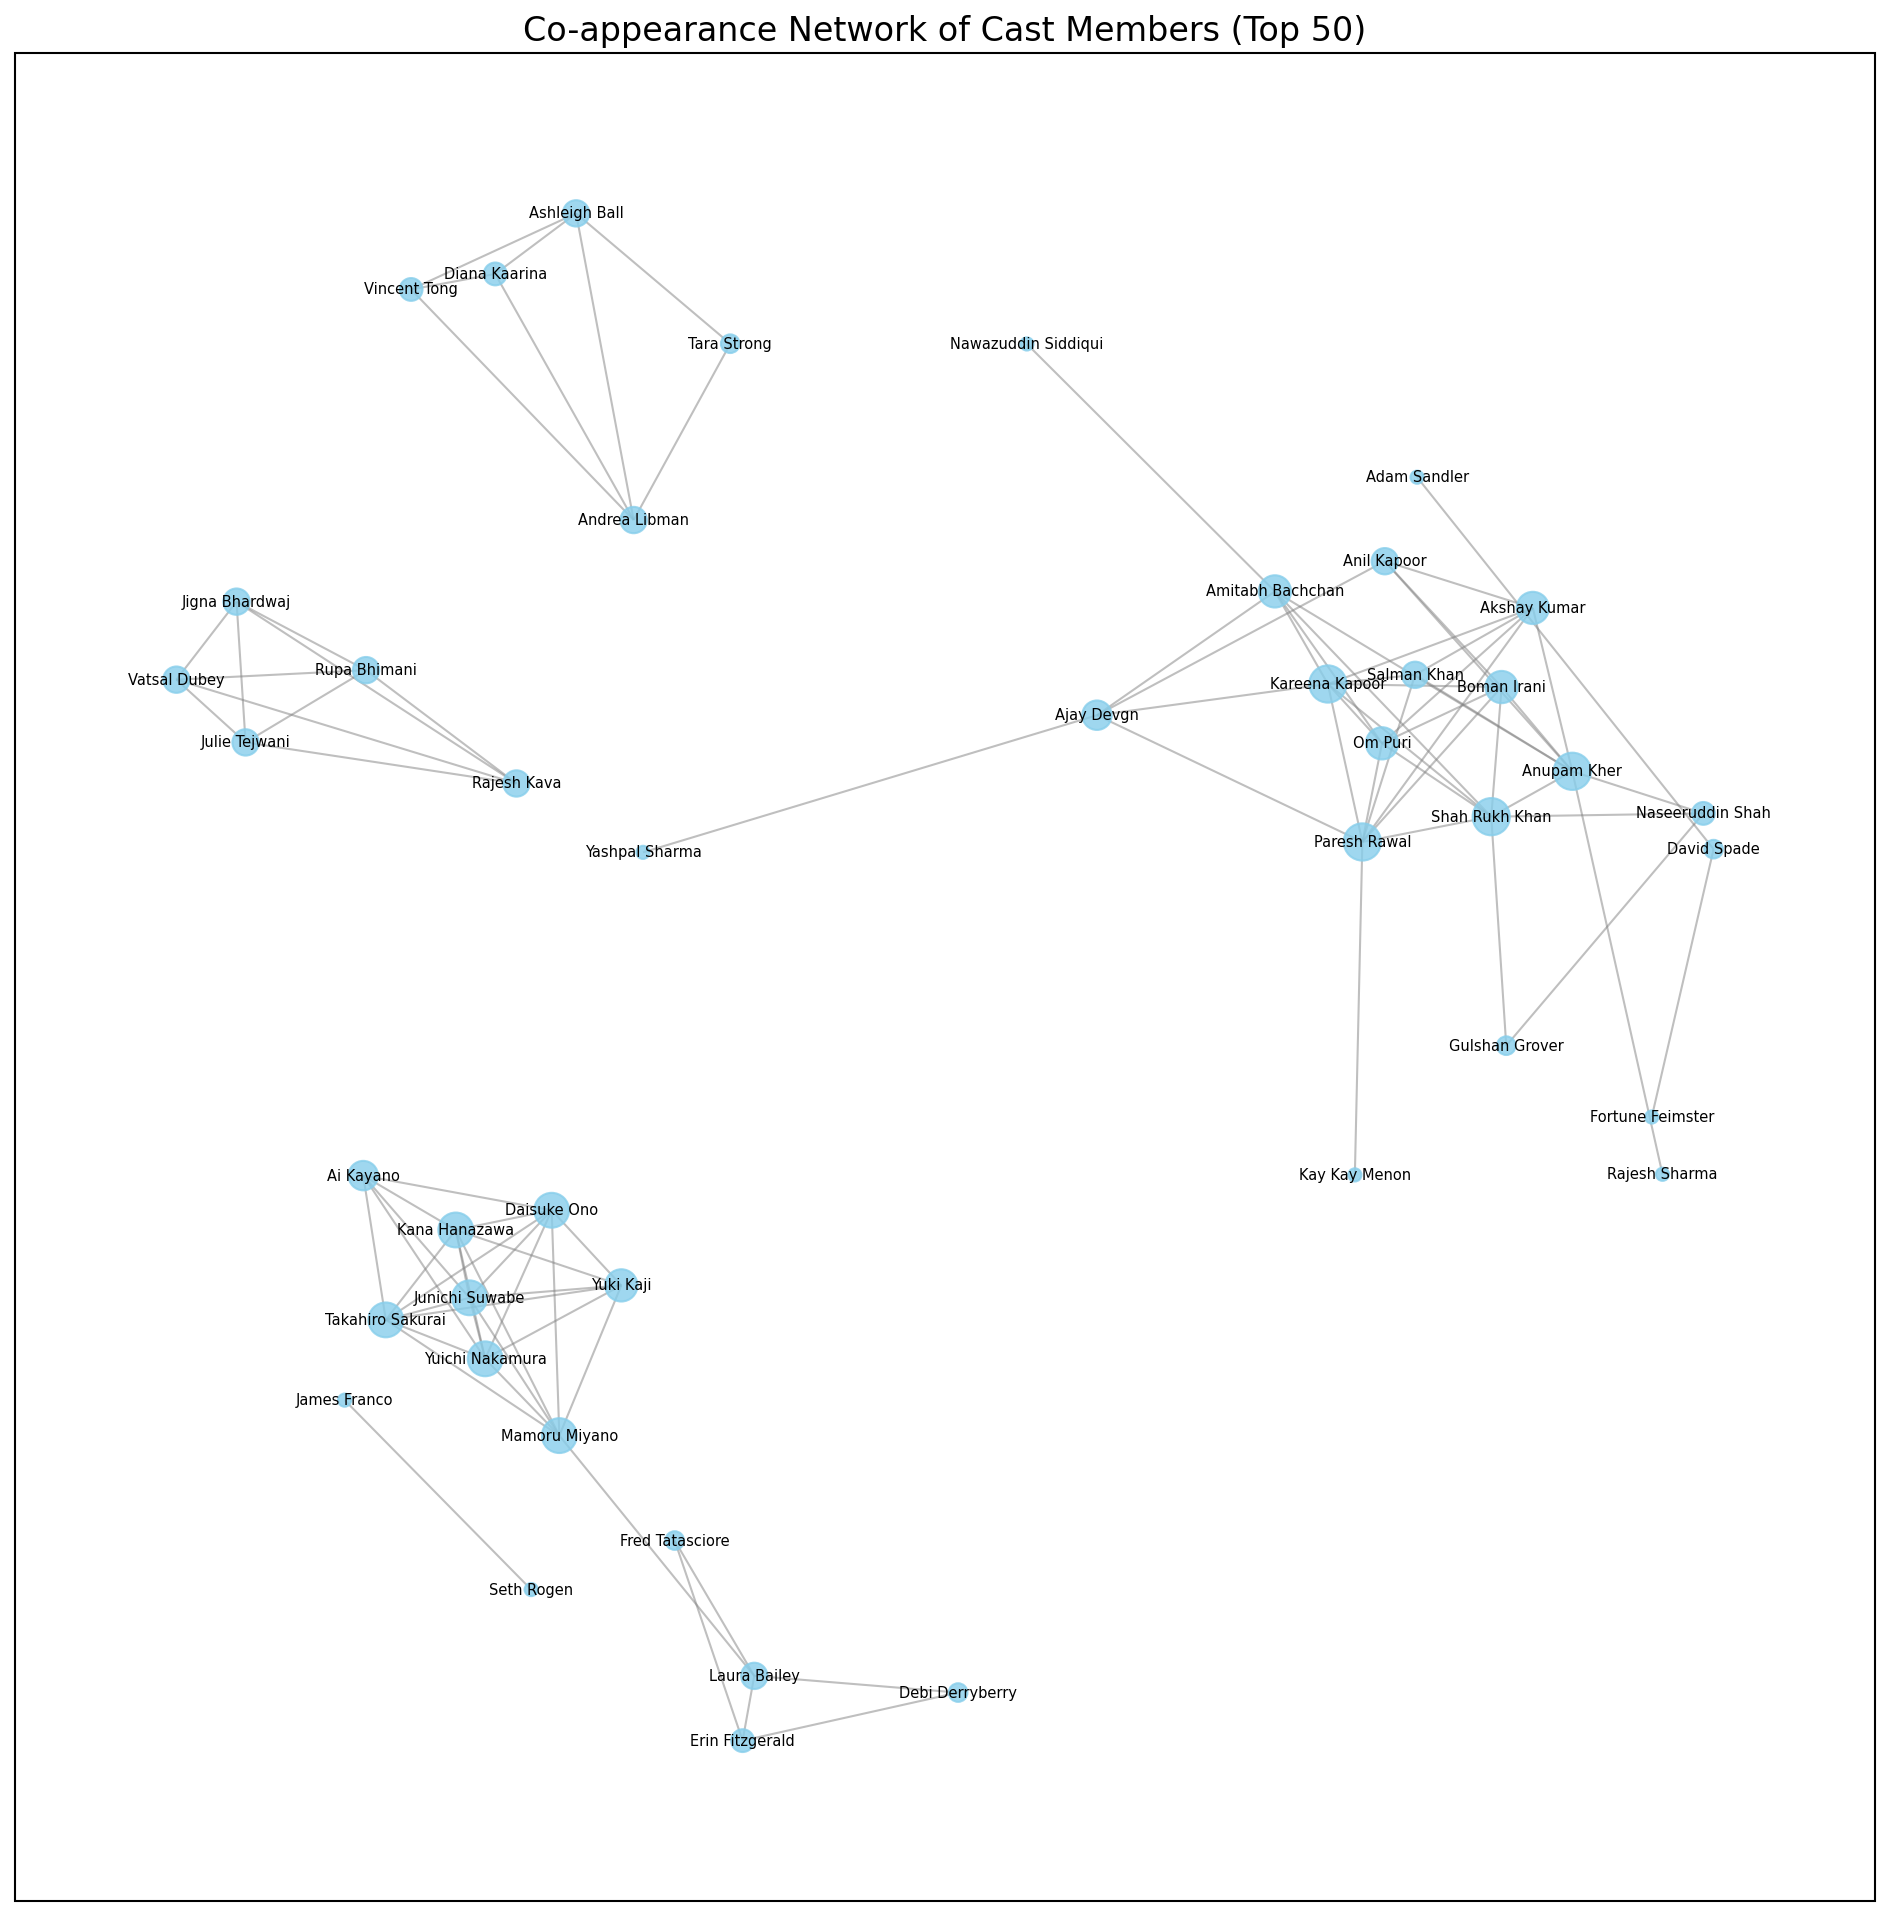 Co-appearance Network of Cast Members (Top 50)
Ashleigh Ball
Diana Kaarina
Vincent Tong
Tara Strong
Nawazuddin Siddiqui
Adam Sandler
Andrea Libman
Anil Kapoor
Amitabh Bachchan
Jigna Bhardwaj
Akshay Kumar
Rupa Bhimani
Salman Khan
Vatsal Dubey
Kareena Kapoor
Boman Irani
Ajay Devgn
Julie Tejwani
Om Puri
Anupam Kher
Rajesh Kava
Naseeruddin Shah
Shah Rukh Khan
Paresh Rawal
David Spade
Yashpal Sharma
Gulshan Grover
Fortune Feimster
Kay Kay Menon
Rajesh Sharma
Ai Kayano
Daisuke Ono
Kana Hanazawa
Yuki Kaji
Junichi Suwabe
Takahiro Sakurai
Yuichi Nakamura
James Franco
Mamoru Miyano
Fred Tatasciore
Seth Rogen
Laura Bailey
Debi Derryberry
Erin Fitzgerald